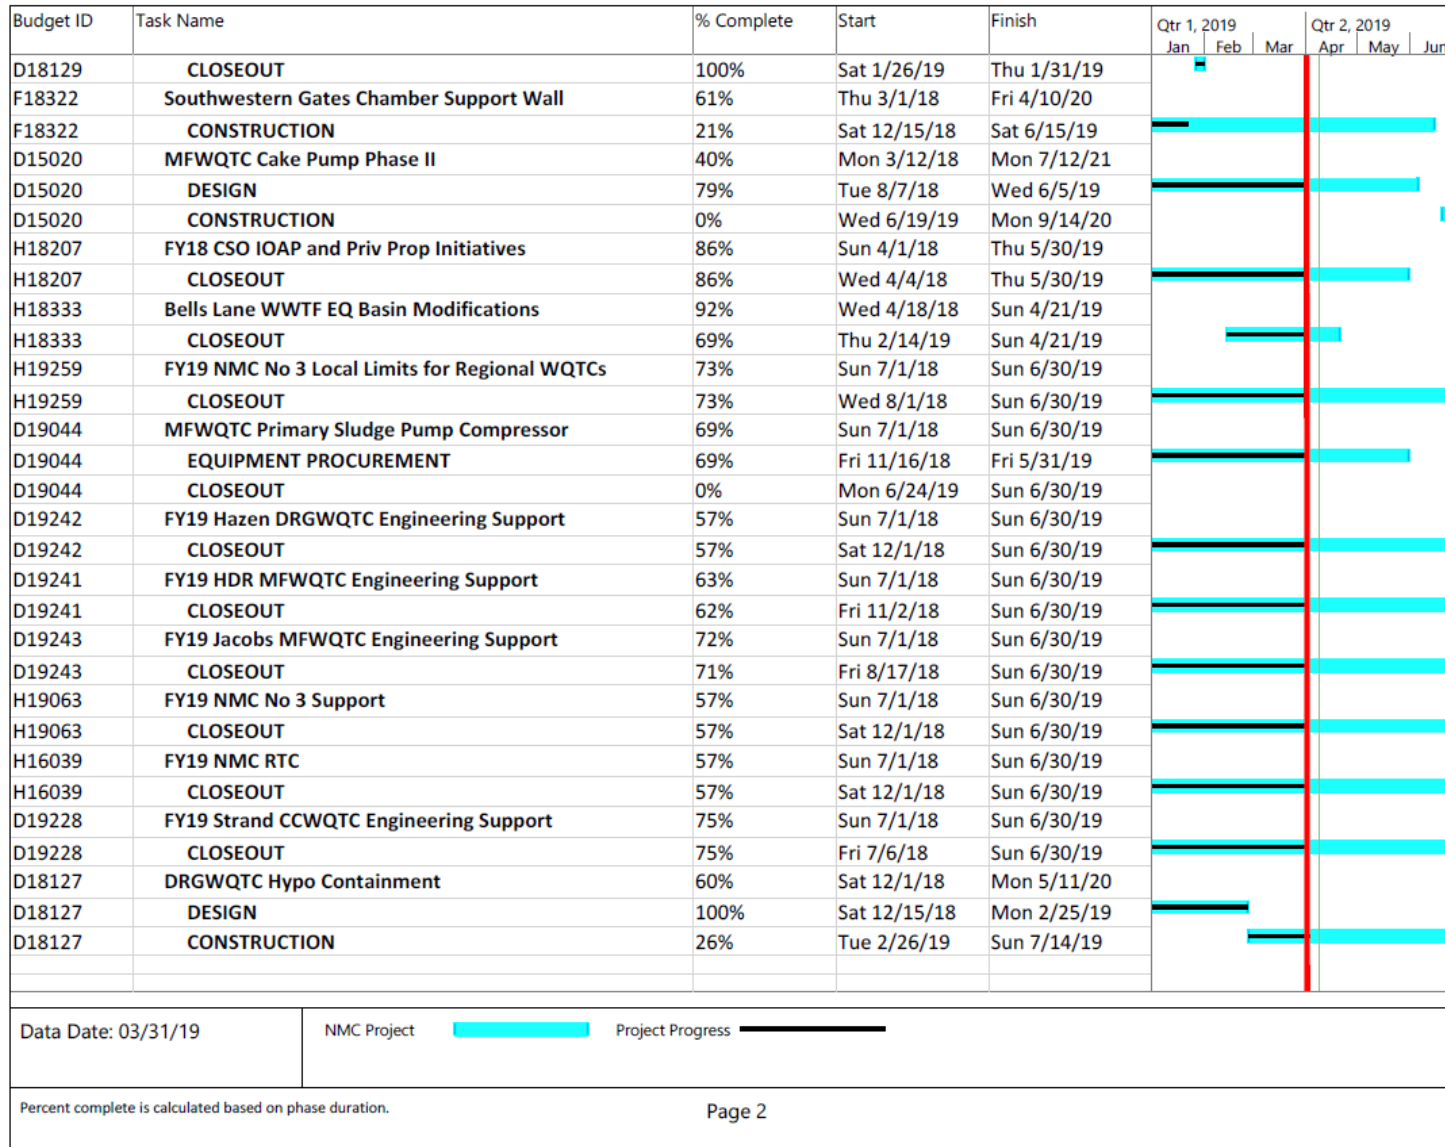 Budget ID Task Name % Complete Start Finish Qtr 1, 2019 Qtr 2, 2019
Jan Feb Mar Apr May Jun
D18129 CLOSEOUT 100% Sat 1/26/19 Thu 1/31/19
F18322 Southwestern Gates Chamber Support Wall 61% Thu 3/1/18 Fri 4/10/20
F18322 CONSTRUCTION 21% Sat 12/15/18 Sat 6/15/19
D15020 MFWQTC Cake Pump Phase II 40% Mon 3/12/18 Mon 7/12/21
D15020 DESIGN 79% Tue 8/7/18 Wed 6/5/19
D15020 CONSTRUCTION 0% Wed 6/19/19 Mon 9/14/20
H18207 FY18 CSO IOAP and Priv Prop Initiatives 86% Sun 4/1/18 Thu 5/30/19
H18207 CLOSEOUT 86% Wed 4/4/18 Thu 5/30/19
H18333 Bells Lane WWTF EQ Basin Modifications 92% Wed 4/18/18 Sun 4/21/19
H18333 CLOSEOUT 69% Thu 2/14/19 Sun 4/21/19
H19259 FY19 NMC No 3 Local Limits for Regional WQTCs 73% Sun 7/1/18 Sun 6/30/19
H19259 CLOSEOUT 73% Wed 8/1/18 Sun 6/30/19
D19044 MFWQTC Primary Sludge Pump Compressor 69% Sun 7/1/18 Sun 6/30/19
D19044 EQUIPMENT PROCUREMENT 69% Fri 11/16/18 Fri 5/31/19
D19044 CLOSEOUT 0% Mon 6/24/19 Sun 6/30/19
D19242 FY19 Hazen DRGWQTC Engineering Support 57% Sun 7/1/18 Sun 6/30/19
D19242 CLOSEOUT 57% Sat 12/1/18 Sun 6/30/19
D19241 FY19 HDR MFWQTC Engineering Support 63% Sun 7/1/18 Sun 6/30/19
D19241 CLOSEOUT 62% Fri 11/2/18 Sun 6/30/19
D19243 FY19 Jacobs MFWQTC Engineering Support 72% Sun 7/1/18 Sun 6/30/19
D19243 CLOSEOUT 71% Fri 8/17/18 Sun 6/30/19
H19063 FY19 NMC No 3 Support 57% Sun 7/1/18 Sun 6/30/19
H19063 CLOSEOUT 57% Sat 12/1/18 Sun 6/30/19
H16039 FY19 NMC RTC 57% Sun 7/1/18 Sun 6/30/19
H16039 CLOSEOUT 57% Sat 12/1/18 Sun 6/30/19
D19228 FY19 Strand CCWQTC Engineering Support 75% Sun 7/1/18 Sun 6/30/19
D19228 CLOSEOUT 75% Fri 7/6/18 Sun 6/30/19
D18127 DRGWQTC Hypo Containment 60% Sat 12/1/18 Mon 5/11/20
D18127 DESIGN 100% Sat 12/15/18 Mon 2/25/19
D18127 CONSTRUCTION 26% Tue 2/26/19 Sun 7/14/19
Data Date: 03/31/19 NMC Project Project Progress
Percent complete is calculated based on phase duration. Page 2